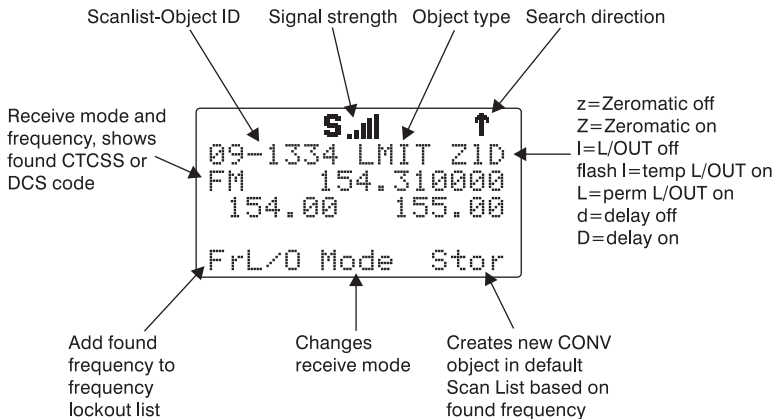 Scanlist-Object ID
Signal strength
Object type
Search direction
Receive mode and
frequency, shows
found CTCSS or
DCS code
S
09-1334 LMIT ZlD
FM 154.310000
154.00 155.00
FrL/O Mode Stor
z=Zeromatic off
Z=Zeromatic on
l=L/OUT off
flash l=temp L/OUT on
L=perm L/OUT on
d=delay off
D=delay on
Add found
frequency to
frequency
lockout list
Changes
receive mode
Creates new CONV
object in default
Scan List based on
found frequency